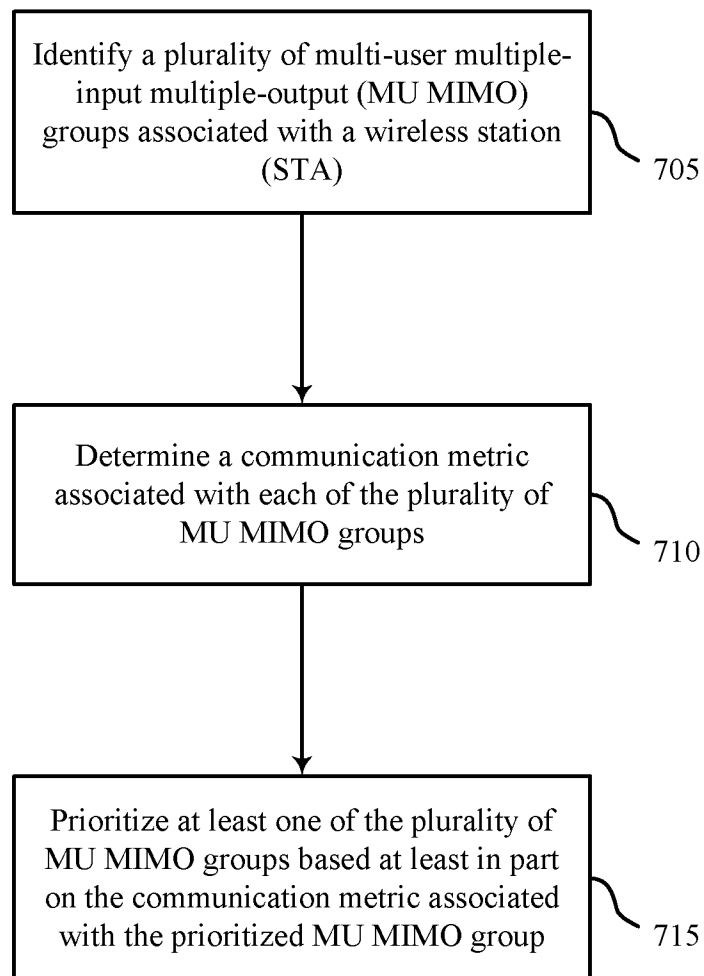 Identify a plurality of multi-user multiple-
input multiple-output (MU MIMO)
groups associated with a wireless station
(STA)
705
Determine a communication metric
associated with each of the plurality of
MU MIMO groups
710
Prioritize at least one of the plurality of
MU MIMO groups based at least in part
on the communication metric associated
with the prioritized MU MIMO group
715